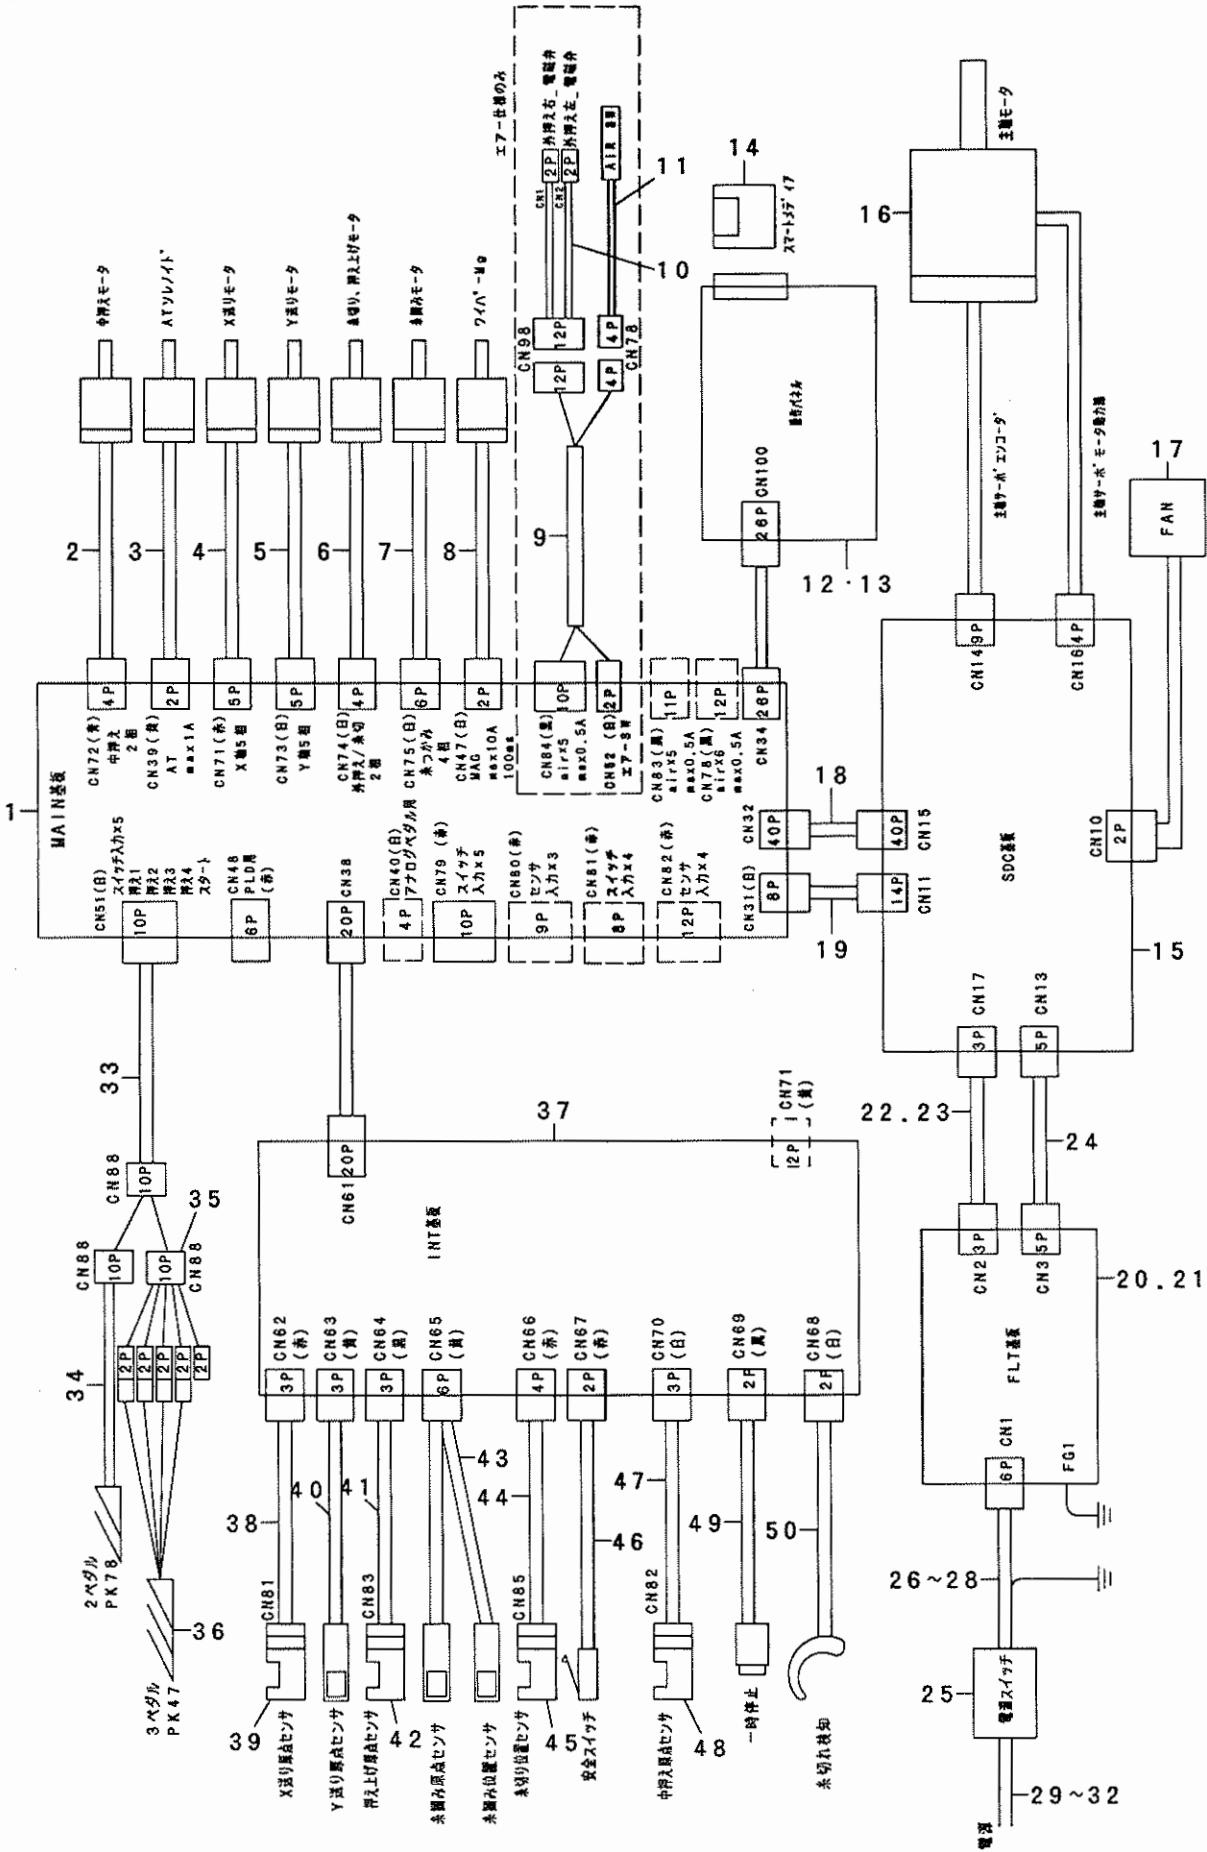 エアー仕様のみ
中押えモータ
ATソレノイド
X送りモータ
Y送りモータ
糸切り、押え上げモータ
糸掴みモータ
ワイパ゜-Mg
CN1
2P
外押え右_電磁弁
CN2
2P
外押え左_電磁弁
AIR SW
11
10
CN98
12P
12P
4P
4P
CN78
14
スマートメディア
16
主軸モータ
主軸サーボエンコーダ
主軸サーボモータ動力線
17
FAN
操作パネル
CN100
26P
12・13
2
3
4
5
6
7
8
9
1
MAIN基板
4P
CN72(青)
中押え
2相
2P
CN39(黄)
AT
max1A
5P
CN71(赤)
X軸5相
5P
CN73(白)
Y軸5相
4P
CN74(白)
外押え/糸切
2相
6P
CN75(白)
糸つかみ
4相
2P
CN47(白)
MAG
max10A
100ms
10P
CN84(黒)
airx5
max0.5A
2P
CN52(白)
エアーSW
11P
CN83(黒)
airx5
max0.5A
12P
CN78(黒)
airx6
max0.5A
26P
CN34
CN51(白)
スイッチ入力x5
押え1
押え2
押え3
押え4
スタート
10P
CN48
PLD用
(赤)
6P
CN38
20P
CN40(白)
アナログペダル用
4P
CN79(赤)
スイッチ
入力x5
10P
CN80(赤)
センサ
入力x3
9P
CN81(赤)
スイッチ
入力x4
8P
CN82(赤)
センサ
入力x4
12P
CN31(白)
8P
CN32
40P
18
19
40P
CN15
14P
CN11
CN14
9P
CN16
4P
CN10
2P
SDC基板
15
CN17
3P
CN13
5P
22.23
24
CN2
3P
CN3
5P
20.21
FLT基板
CN1
6P
FG1
26~28
25
電源スイッチ
29~32
電源
33
CN88
10P
35
CN88
10P
10P
CN88
34
2P
2P
2P
2P
2P
2ペダル
PK78
36
3ペダル
PK47
37
CN61
20P
CN71
(黄)
12P
INT基板
CN62
(赤)
3P
CN63
(黄)
3P
CN64
(黒)
3P
CN65
(黄)
6P
CN66
(赤)
4P
CN67
(赤)
2P
CN70
(白)
3P
CN69
(黒)
2P
CN68
(白)
2P
38
40
41
43
44
46
47
49
50
CN81
CN83
CN85
CN82
39
42
45
48
X送り原点センサ
Y送り原点センサ
押え上げ原点センサ
糸掴み原点センサ
糸掴み位置センサ
糸切り位置センサ
安全スイッチ
中押え原点センサ
一時停止
糸切れ検知